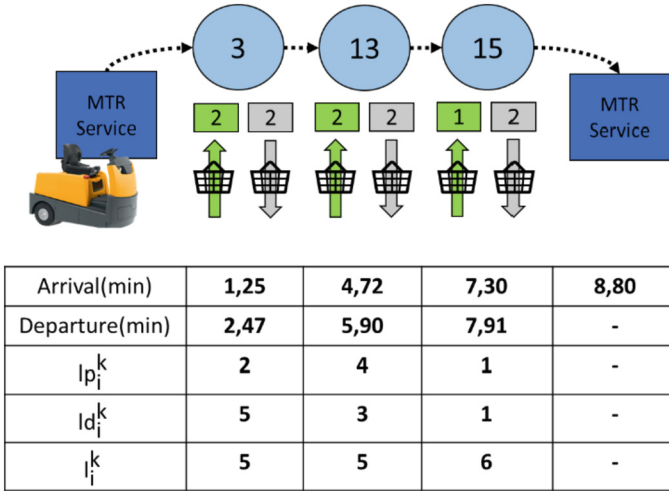 3 13 15
MTR
Service
MTR
Service
2 2 2 2 1 2
Arrival(min) 1,25 4,72 7,30 8,80
Departure(min) 2,47 5,90 7,91 -
lp_i^k 2 4 1 -
ld_i^k 5 3 1 -
l_i^k 5 5 6 -